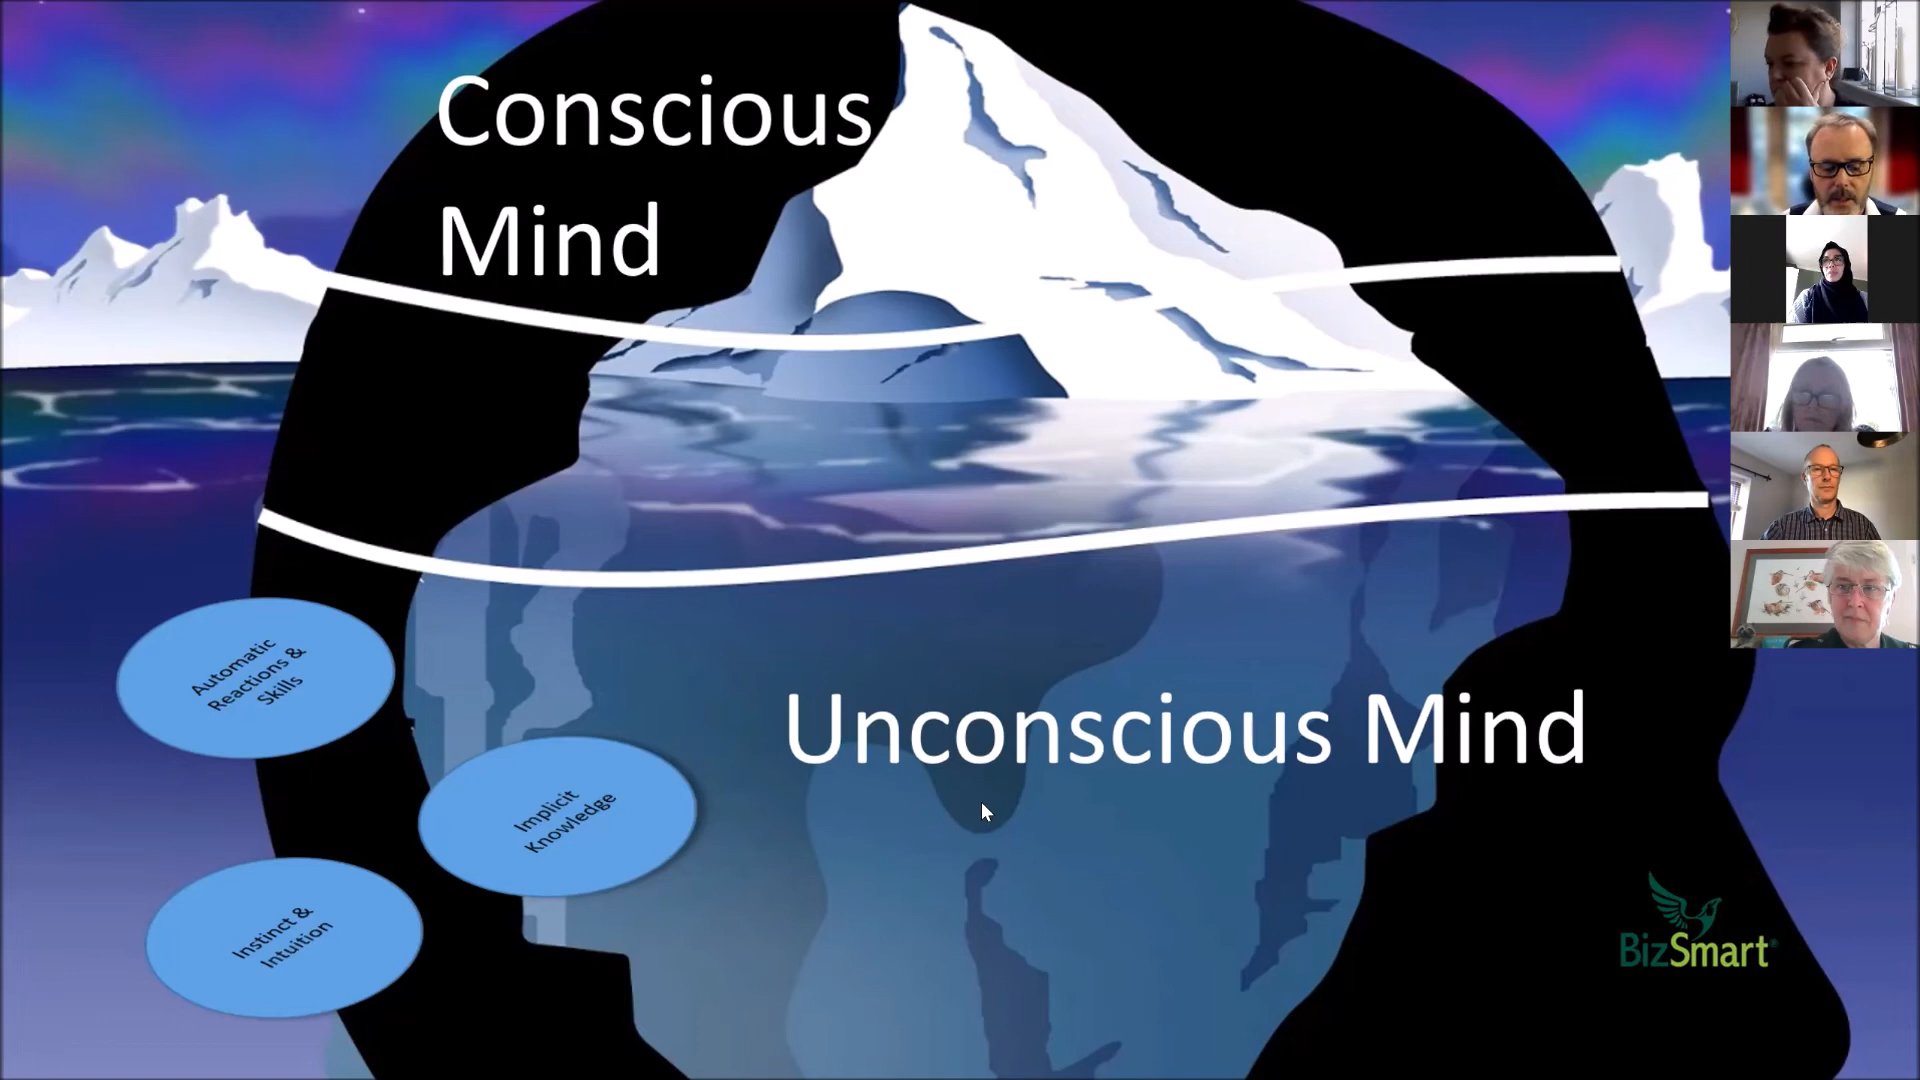 Conscious
Mind
Unconscious Mind
Automatic
Reactions &
Skills
Implicit
Knowledge
Instinct &
Intuition
BizSmart